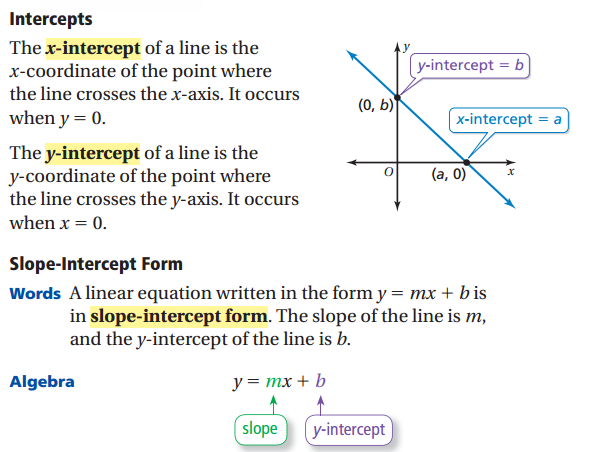 Intercepts
The x-intercept of a line is the
x-coordinate of the point where
the line crosses the x-axis. It occurs
when y = 0.
The y-intercept of a line is the
y-coordinate of the point where
the line crosses the y-axis. It occurs
when x = 0.
y
y-intercept = b
(0, b)
x-intercept = a
O
(a, 0)
x
Slope-Intercept Form
Words A linear equation written in the form y = mx + b is
in slope-intercept form. The slope of the line is m,
and the y-intercept of the line is b.
Algebra y = mx + b
slope y-intercept